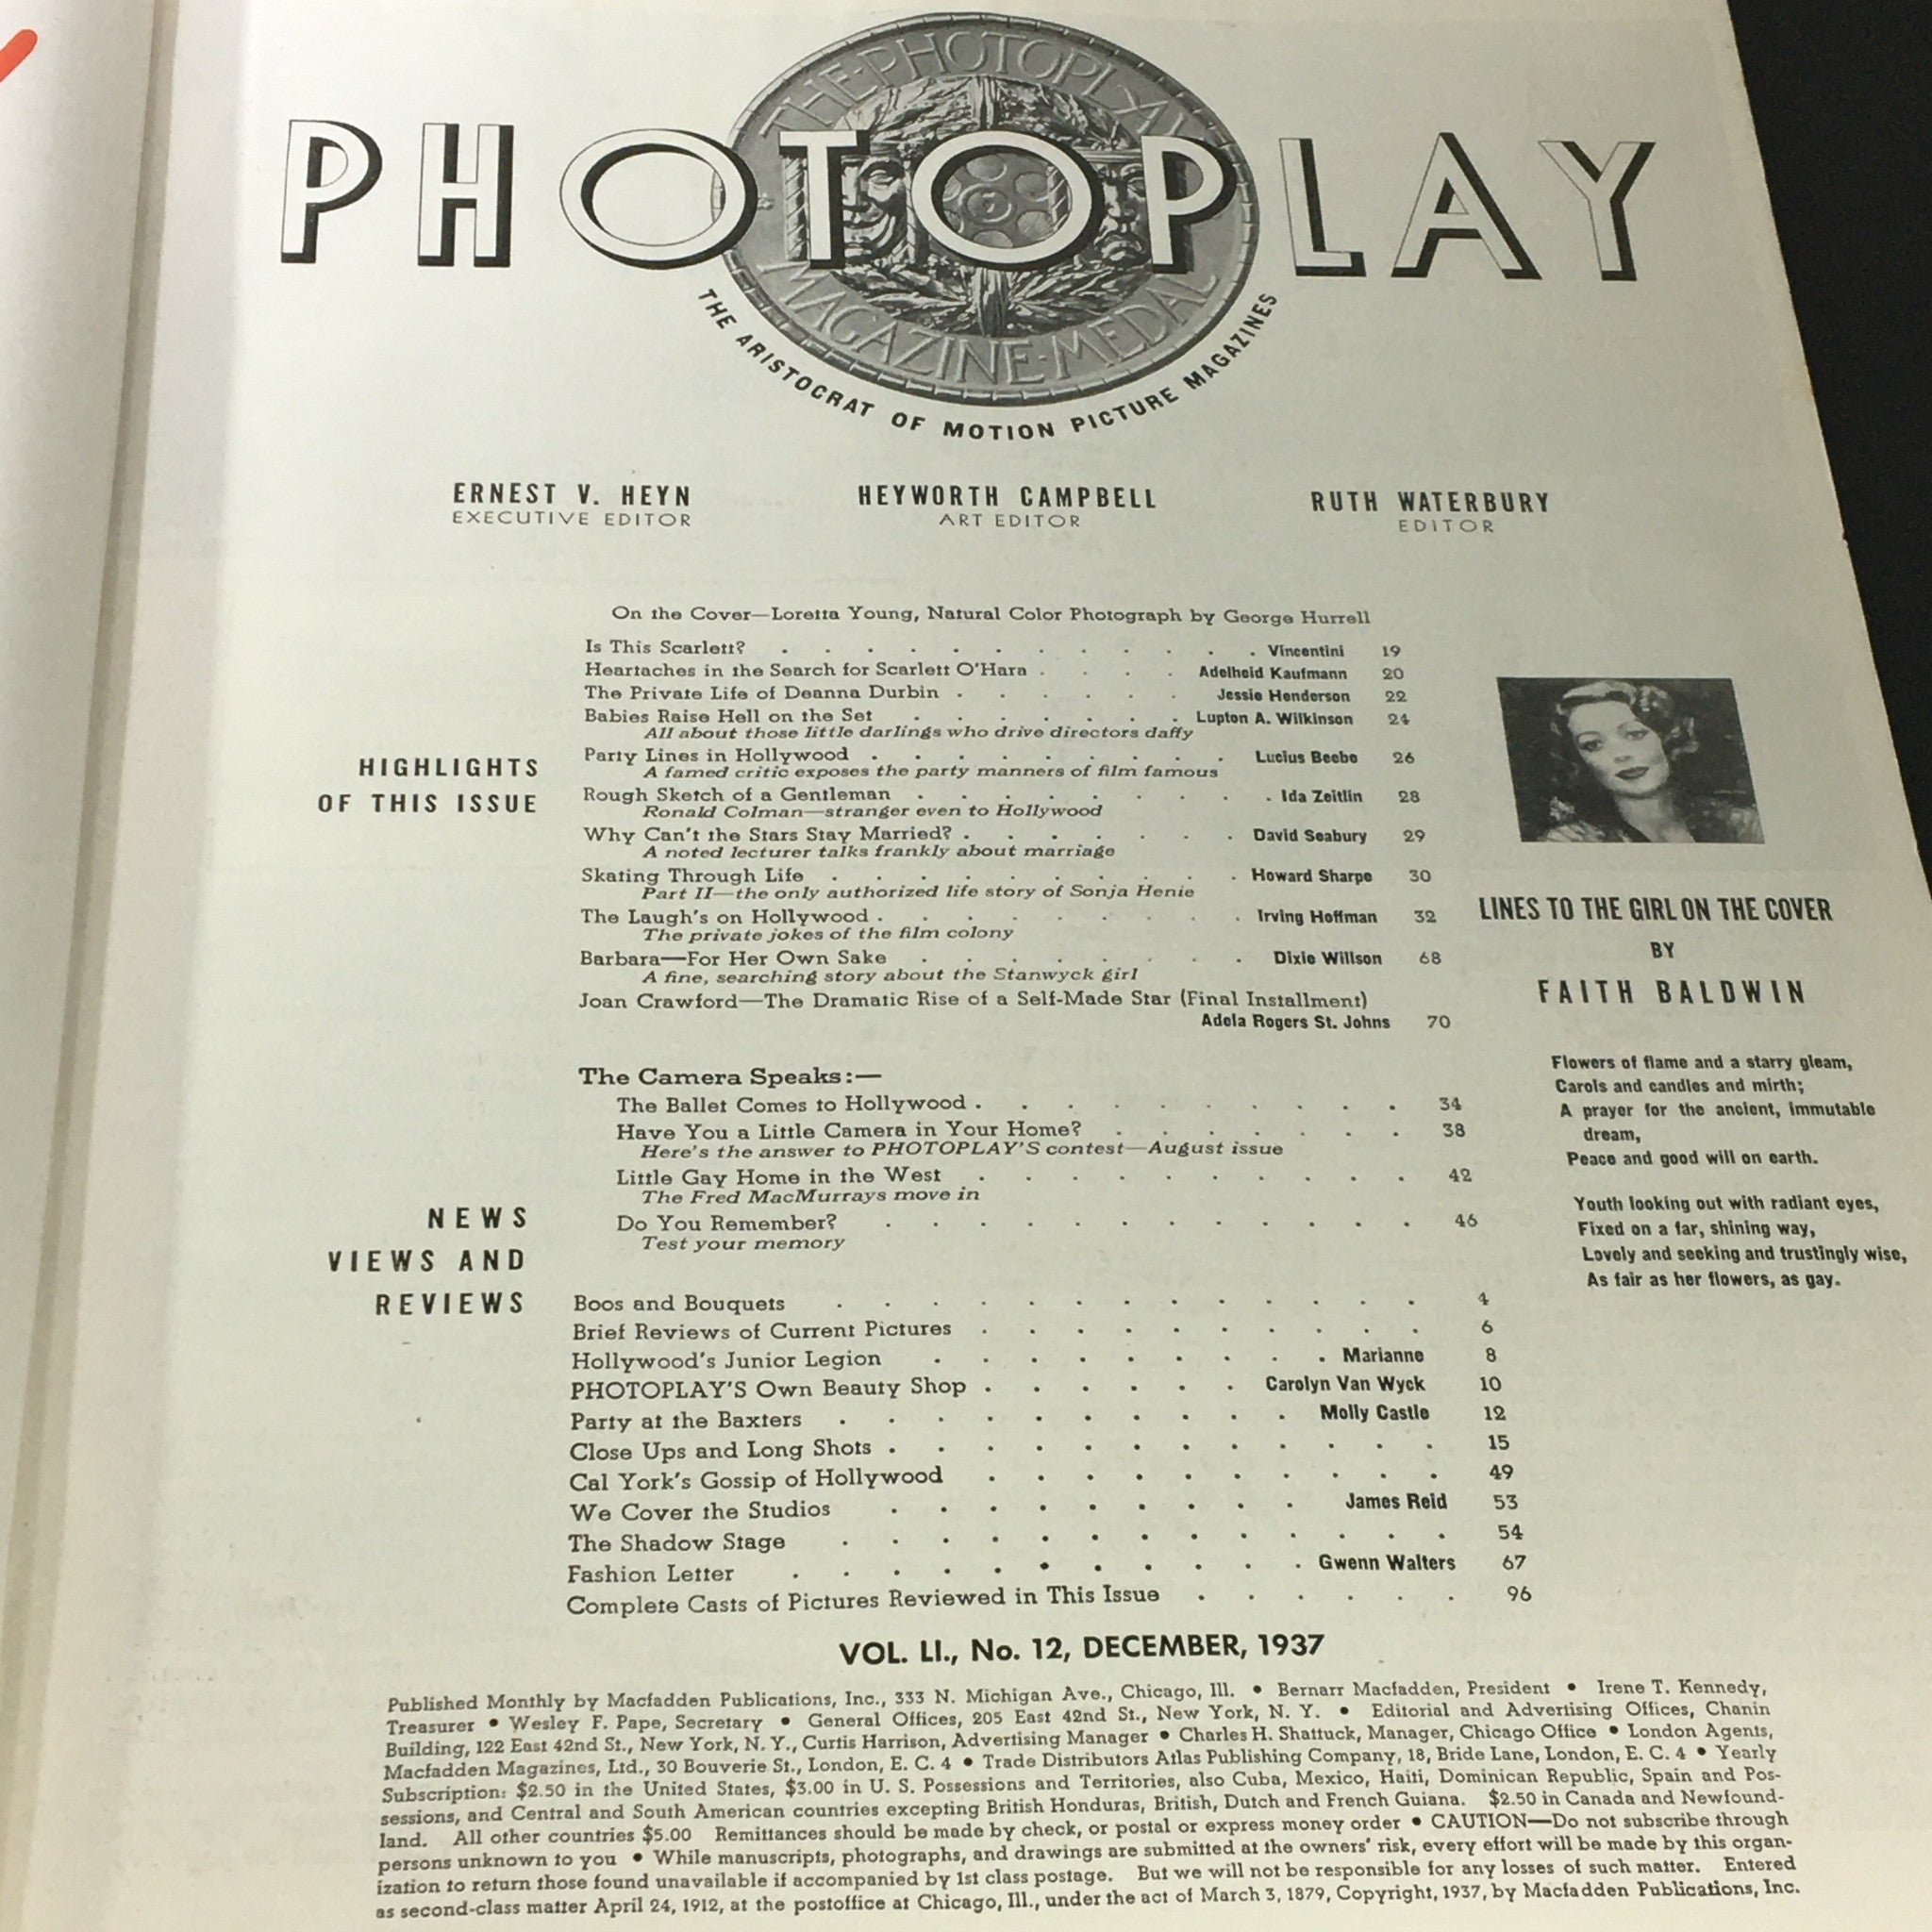 THE·PHOTOPLAY
PHOTOPLAY
MAGAZINE·MEDAL
THE ARISTOCRAT OF MOTION PICTURE MAGAZINES
ERNEST V. HEYN
EXECUTIVE EDITOR
HEYWORTH CAMPBELL
ART EDITOR
RUTH WATERBURY
EDITOR
HIGHLIGHTS
OF THIS ISSUE
On the Cover—Loretta Young, Natural Color Photograph by George Hurrell
Is This Scarlett? . . . . . . . . . Vincentini 19
Heartaches in the Search for Scarlett O'Hara . . . . Adelheid Kaufmann 20
The Private Life of Deanna Durbin . . . . . . Jessie Henderson 22
Babies Raise Hell on the Set . . . . . . Lupton A. Wilkinson 24
All about those little darlings who drive directors daffy
Party Lines in Hollywood . . . . . . . Lucius Beebe 26
A famed critic exposes the party manners of film famous
Rough Sketch of a Gentleman . . . . . . . Ida Zeitlin 28
Ronald Colman—stranger even to Hollywood
Why Can't the Stars Stay Married? . . . . . . . David Seabury 29
A noted lecturer talks frankly about marriage
Skating Through Life . . . . . . . . Howard Sharpe 30
Part II—the only authorized life story of Sonja Henie
The Laugh's on Hollywood . . . . . . . . Irving Hoffman 32
The private jokes of the film colony
Barbara—For Her Own Sake . . . . . . . Dixie Willson 68
A fine, searching story about the Stanwyck girl
Joan Crawford—The Dramatic Rise of a Self-Made Star (Final Installment)
Adela Rogers St. Johns 70
LINES TO THE GIRL ON THE COVER
BY
FAITH BALDWIN
Flowers of flame and a starry gleam,
Carols and candles and mirth;
A prayer for the ancient, immutable
dream,
Peace and good will on earth.
Youth looking out with radiant eyes,
Fixed on a far, shining way,
Lovely and seeking and trustingly wise,
As fair as her flowers, as gay.
NEWS
VIEWS AND
REVIEWS
The Camera Speaks:—
The Ballet Comes to Hollywood . . . . . . . . . 34
Have You a Little Camera in Your Home? . . . . . . . 38
Here's the answer to PHOTOPLAY'S contest—August issue
Little Gay Home in the West . . . . . . . . . 42
The Fred MacMurrays move in
Do You Remember? . . . . . . . . . . . . 46
Test your memory
Boos and Bouquets . . . . . . . . . . . . . 4
Brief Reviews of Current Pictures . . . . . . . . . . 6
Hollywood's Junior Legion . . . . . . . . . Marianne 8
PHOTOPLAY'S Own Beauty Shop . . . . . . Carolyn Van Wyck 10
Party at the Baxters . . . . . . . . . . Molly Castle 12
Close Ups and Long Shots . . . . . . . . . . . . 15
Cal York's Gossip of Hollywood . . . . . . . . . . 49
We Cover the Studios . . . . . . . . . James Reid 53
The Shadow Stage . . . . . . . . . . . . . 54
Fashion Letter . . . . . . . . . . . Gwenn Walters 67
Complete Casts of Pictures Reviewed in This Issue . . . . . . 96
VOL. LI., No. 12, DECEMBER, 1937
Published Monthly by Macfadden Publications, Inc., 333 N. Michigan Ave., Chicago, Ill. • Bernarr Macfadden, President • Irene T. Kennedy,
Treasurer • Wesley F. Pape, Secretary • General Offices, 205 East 42nd St., New York, N. Y. • Editorial and Advertising Offices, Chanin
Building, 122 East 42nd St., New York, N. Y., Curtis Harrison, Advertising Manager • Charles H. Shattuck, Manager, Chicago Office • London Agents,
Macfadden Magazines, Ltd., 30 Bouverie St., London, E. C. 4 • Trade Distributors Atlas Publishing Company, 18, Bride Lane, London, E. C. 4 • Yearly
Subscription: $2.50 in the United States, $3.00 in U. S. Possessions and Territories, also Cuba, Mexico, Haiti, Dominican Republic, Spain and Pos-
sessions, and Central and South American countries excepting British Honduras, British, Dutch and French Guiana. $2.50 in Canada and Newfound-
land. All other countries $5.00 Remittances should be made by check, or postal or express money order • CAUTION—Do not subscribe through
persons unknown to you • While manuscripts, photographs, and drawings are submitted at the owners' risk, every effort will be made by this organ-
ization to return those found unavailable if accompanied by 1st class postage. But we will not be responsible for any losses of such matter. Entered
as second-class matter April 24, 1912, at the postoffice at Chicago, Ill., under the act of March 3, 1879, Copyright, 1937, by Macfadden Publications, Inc.